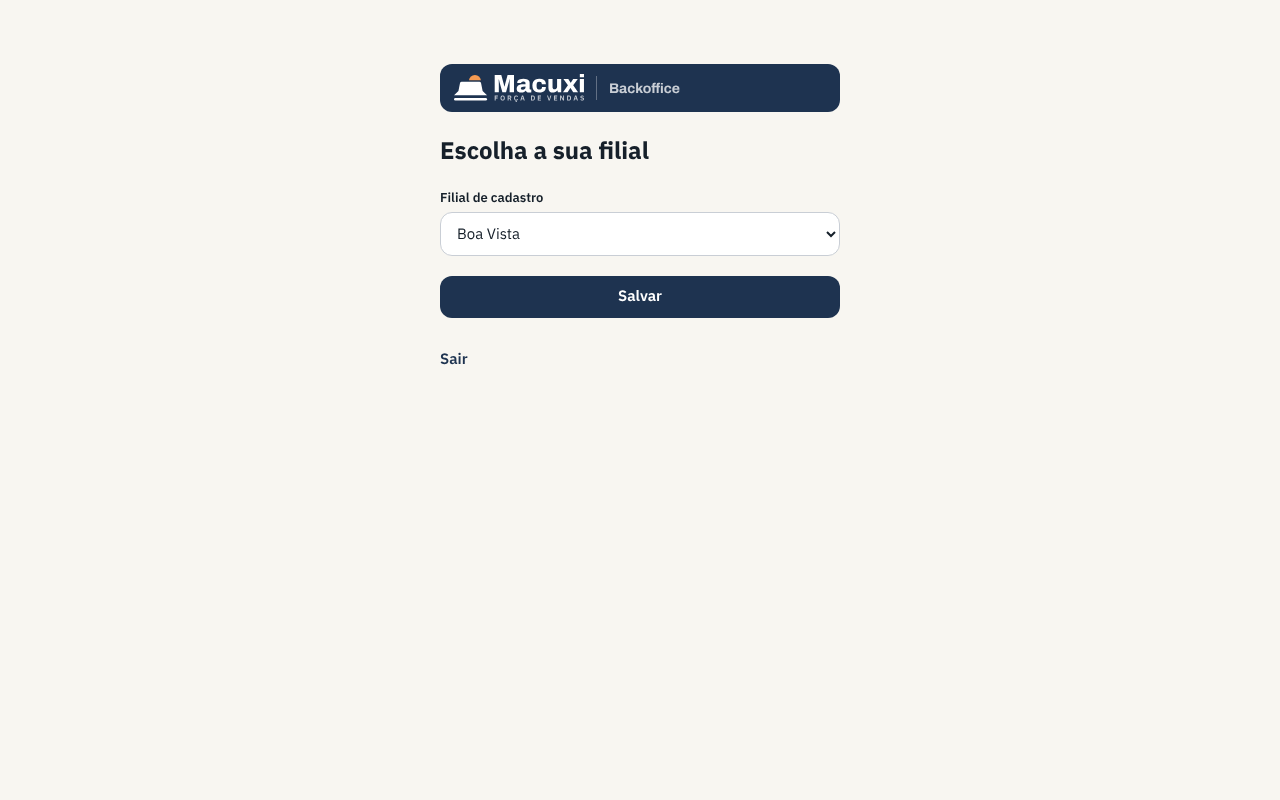 Macuxi
FORÇA DE VENDAS
Backoffice
Escolha a sua filial
Filial de cadastro
Boa Vista
Salvar
Sair